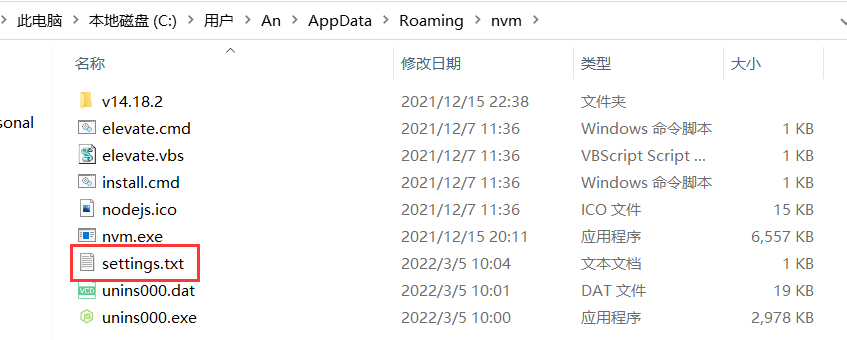 此电脑 > 本地磁盘 (C:) > 用户 > An > AppData > Roaming > nvm >
名称 修改日期 类型 大小
v14.18.2 2021/12/15 22:38 文件夹
sonal
elevate.cmd 2021/12/7 11:36 Windows 命令脚本 1 KB
elevate.vbs 2021/12/7 11:36 VBScript Script ... 1 KB
install.cmd 2021/12/7 11:36 Windows 命令脚本 1 KB
nodejs.ico 2021/12/7 11:36 ICO 文件 15 KB
nvm.exe 2021/12/15 20:11 应用程序 6,557 KB
settings.txt 2022/3/5 10:04 文本文档 1 KB
unins000.dat 2022/3/5 10:01 DAT 文件 19 KB
unins000.exe 2022/3/5 10:00 应用程序 2,978 KB